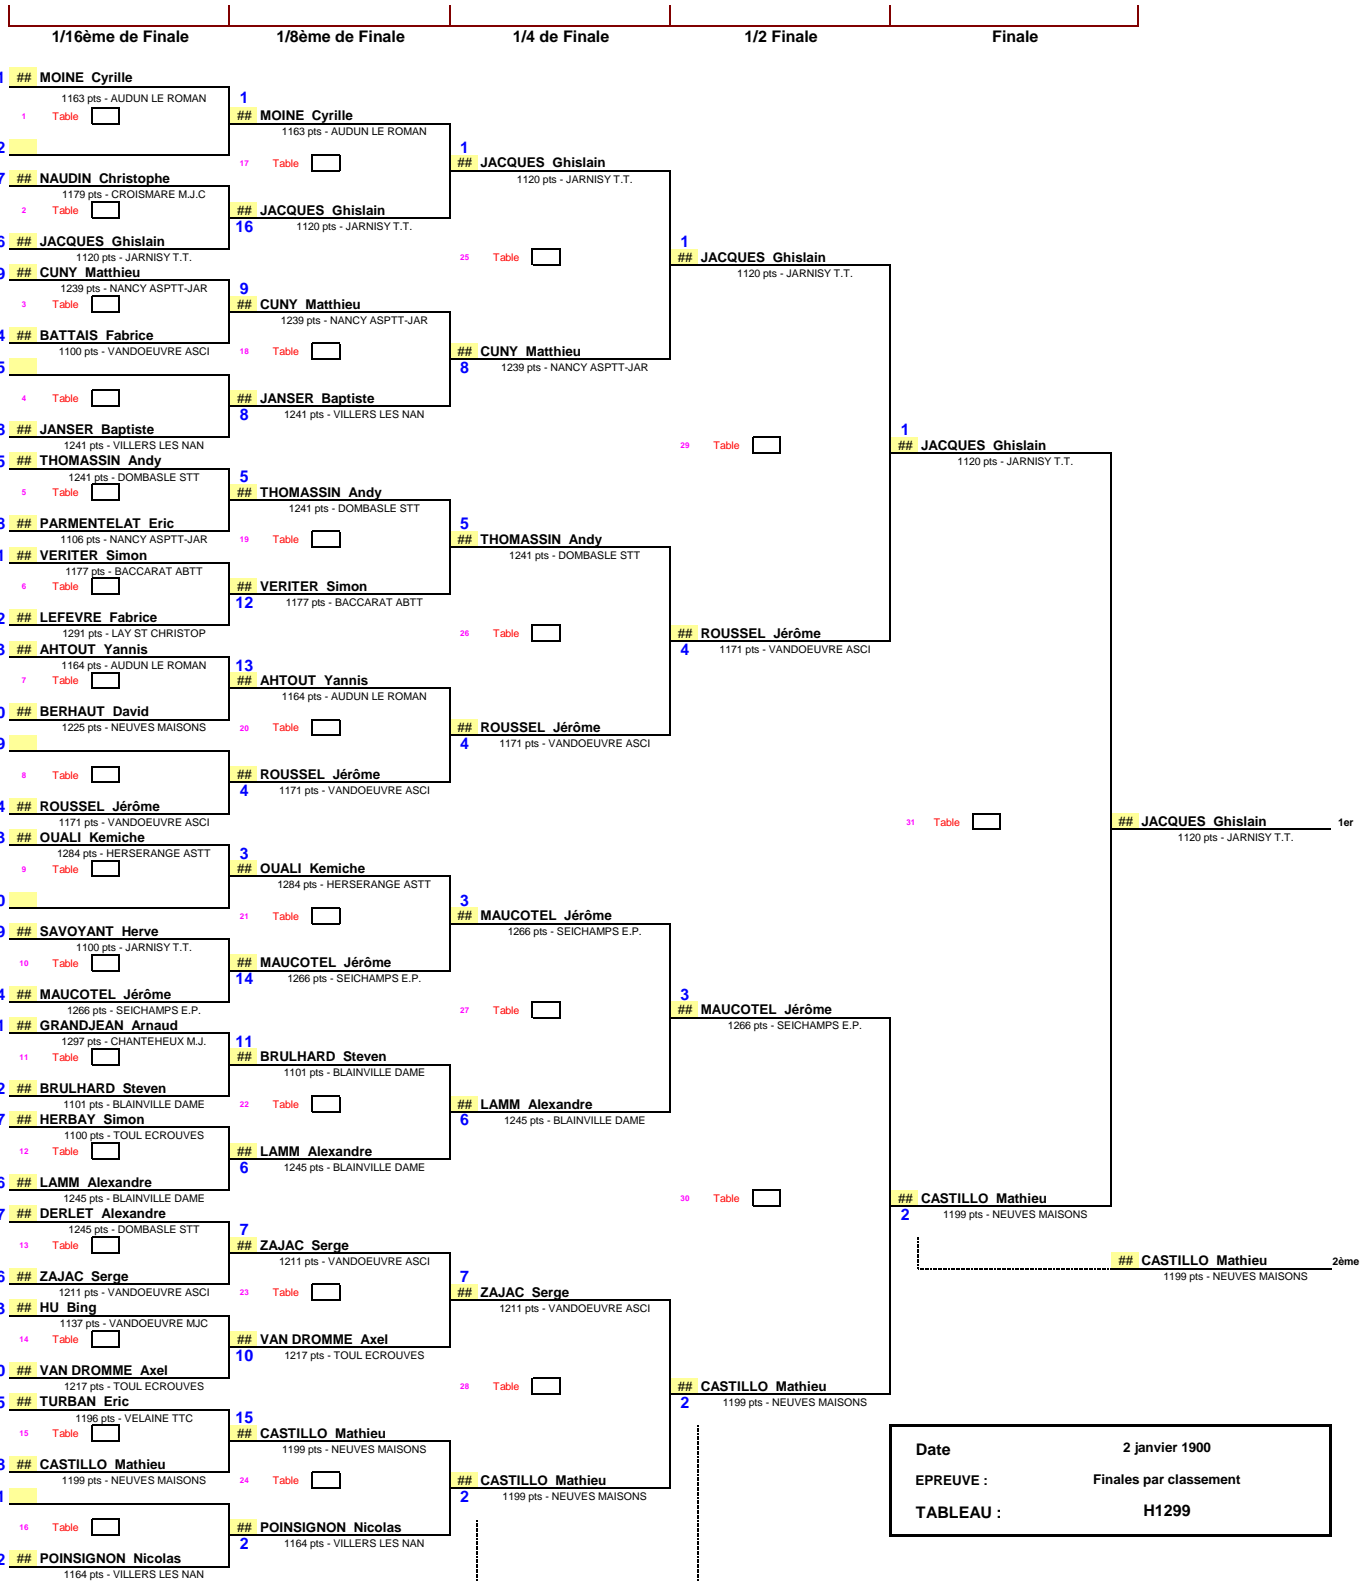 1/16ème de Finale
1/8ème de Finale
1/4 de Finale
1/2 Finale
Finale
## MOINE Cyrille
1163 pts - AUDUN LE ROMAN
1 Table
## NAUDIN Christophe
1179 pts - CROISMARE M.J.C
2 Table
## JACQUES Ghislain
1120 pts - JARNISY T.T.
## CUNY Matthieu
1239 pts - NANCY ASPTT-JAR
3 Table
## BATTAIS Fabrice
1100 pts - VANDOEUVRE ASCI
4 Table
## JANSER Baptiste
1241 pts - VILLERS LES NAN
## THOMASSIN Andy
1241 pts - DOMBASLE STT
5 Table
## PARMENTELAT Eric
1106 pts - NANCY ASPTT-JAR
## VERITER Simon
1177 pts - BACCARAT ABTT
6 Table
## LEFEVRE Fabrice
1291 pts - LAY ST CHRISTOP
## AHTOUT Yannis
1164 pts - AUDUN LE ROMAN
7 Table
## BERHAUT David
1225 pts - NEUVES MAISONS
8 Table
## ROUSSEL Jérôme
1171 pts - VANDOEUVRE ASCI
## OUALI Kemiche
1284 pts - HERSERANGE ASTT
9 Table
## SAVOYANT Herve
1100 pts - JARNISY T.T.
10 Table
## MAUCOTEL Jérôme
1266 pts - SEICHAMPS E.P.
## GRANDJEAN Arnaud
1297 pts - CHANTEHEUX M.J.
11 Table
## BRULHARD Steven
1101 pts - BLAINVILLE DAME
## HERBAY Simon
1100 pts - TOUL ECROUVES
12 Table
## LAMM Alexandre
1245 pts - BLAINVILLE DAME
## DERLET Alexandre
1245 pts - DOMBASLE STT
13 Table
## ZAJAC Serge
1211 pts - VANDOEUVRE ASCI
## HU Bing
1137 pts - VANDOEUVRE MJC
14 Table
## VAN DROMME Axel
1217 pts - TOUL ECROUVES
## TURBAN Eric
1196 pts - VELAINE TTC
15 Table
## CASTILLO Mathieu
1199 pts - NEUVES MAISONS
16 Table
## POINSIGNON Nicolas
1164 pts - VILLERS LES NAN
1
## MOINE Cyrille
1163 pts - AUDUN LE ROMAN
17 Table
## JACQUES Ghislain
16 1120 pts - JARNISY T.T.
9
## CUNY Matthieu
1239 pts - NANCY ASPTT-JAR
18 Table
## JANSER Baptiste
8 1241 pts - VILLERS LES NAN
5
## THOMASSIN Andy
1241 pts - DOMBASLE STT
19 Table
## VERITER Simon
12 1177 pts - BACCARAT ABTT
13
## AHTOUT Yannis
1164 pts - AUDUN LE ROMAN
20 Table
## ROUSSEL Jérôme
4 1171 pts - VANDOEUVRE ASCI
3
## OUALI Kemiche
1284 pts - HERSERANGE ASTT
21 Table
## MAUCOTEL Jérôme
14 1266 pts - SEICHAMPS E.P.
11
## BRULHARD Steven
1101 pts - BLAINVILLE DAME
22 Table
## LAMM Alexandre
6 1245 pts - BLAINVILLE DAME
7
## ZAJAC Serge
1211 pts - VANDOEUVRE ASCI
23 Table
## VAN DROMME Axel
10 1217 pts - TOUL ECROUVES
15
## CASTILLO Mathieu
1199 pts - NEUVES MAISONS
24 Table
## POINSIGNON Nicolas
2 1164 pts - VILLERS LES NAN
1
## JACQUES Ghislain
1120 pts - JARNISY T.T.
25 Table
## CUNY Matthieu
8 1239 pts - NANCY ASPTT-JAR
5
## THOMASSIN Andy
1241 pts - DOMBASLE STT
26 Table
## ROUSSEL Jérôme
4 1171 pts - VANDOEUVRE ASCI
3
## MAUCOTEL Jérôme
1266 pts - SEICHAMPS E.P.
27 Table
## LAMM Alexandre
6 1245 pts - BLAINVILLE DAME
7
## ZAJAC Serge
1211 pts - VANDOEUVRE ASCI
28 Table
## CASTILLO Mathieu
2 1199 pts - NEUVES MAISONS
1
## JACQUES Ghislain
1120 pts - JARNISY T.T.
29 Table
## ROUSSEL Jérôme
4 1171 pts - VANDOEUVRE ASCI
3
## MAUCOTEL Jérôme
1266 pts - SEICHAMPS E.P.
30 Table
## CASTILLO Mathieu
2 1199 pts - NEUVES MAISONS
1
## JACQUES Ghislain
1120 pts - JARNISY T.T.
31 Table
## CASTILLO Mathieu
2 1199 pts - NEUVES MAISONS
## JACQUES Ghislain 1er
1120 pts - JARNISY T.T.
## CASTILLO Mathieu 2ème
1199 pts - NEUVES MAISONS
Date 2 janvier 1900
EPREUVE : Finales par classement
TABLEAU : H1299